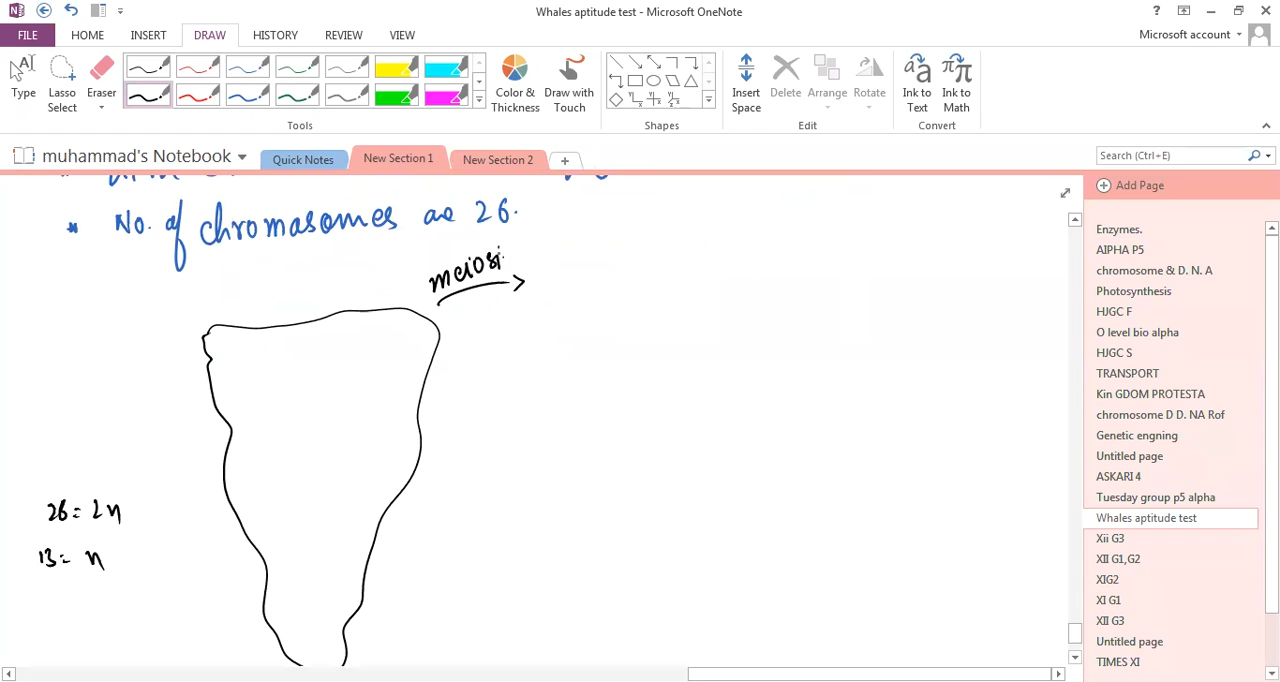 Whales aptitude test - Microsoft OneNote
FILE HOME INSERT DRAW HISTORY REVIEW VIEW
Microsoft account
Type
Lasso Select
Eraser
Color & Thickness
Draw with Touch
Insert Space
Delete
Arrange
Rotate
Ink to Text
Ink to Math
Tools
Shapes
Edit
Convert
muhammad's Notebook
Quick Notes
New Section 1
New Section 2
Search (Ctrl+E)
Add Page
* No. of chromasomes are 26.
meiosi
26 = 2n
13 = n
Enzymes.
AlPHA P5
chromosome & D. N. A
Photosynthesis
HJGC F
O level bio alpha
HJGC S
TRANSPORT
Kin GDOM PROTESTA
chromosome D D. NA Rof
Genetic engning
Untitled page
ASKARI 4
Tuesday group p5 alpha
Whales aptitude test
Xii G3
XII G1,G2
XIG2
XI G1
XII G3
Untitled page
TIMES XI